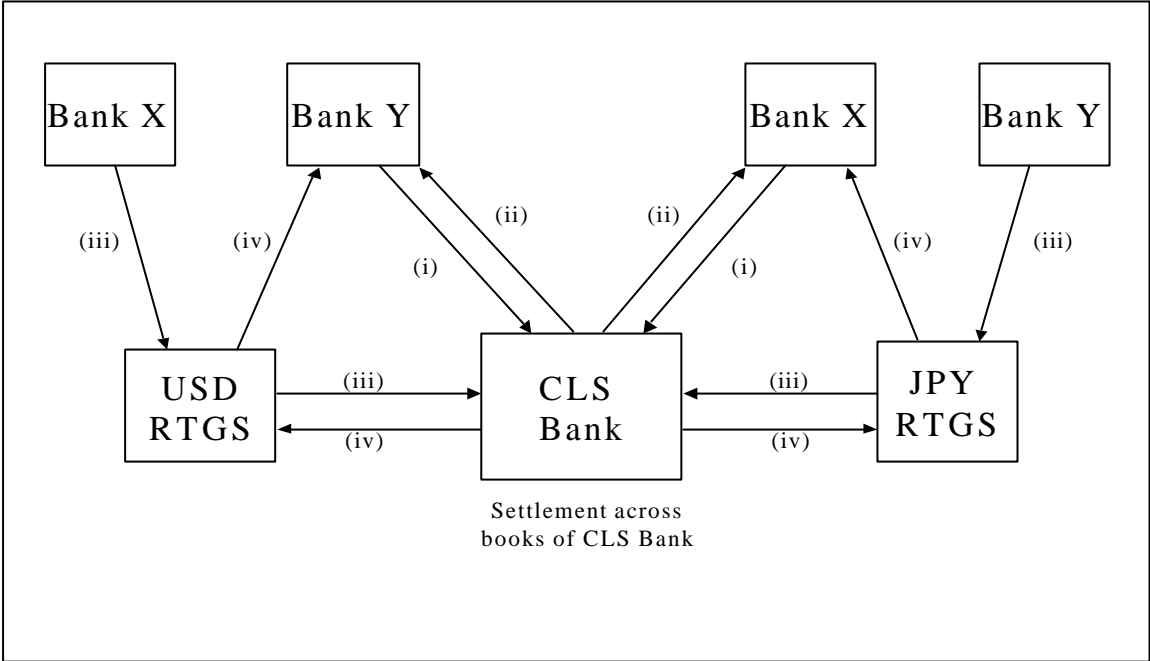 Bank X
Bank Y
Bank X
Bank Y
(iii)
(iv)
(ii)
(i)
(ii)
(i)
(iv)
(iii)
USD
RTGS
(iii)
(iv)
CLS
Bank
(iii)
(iv)
JPY
RTGS
Settlement across
books of CLS Bank